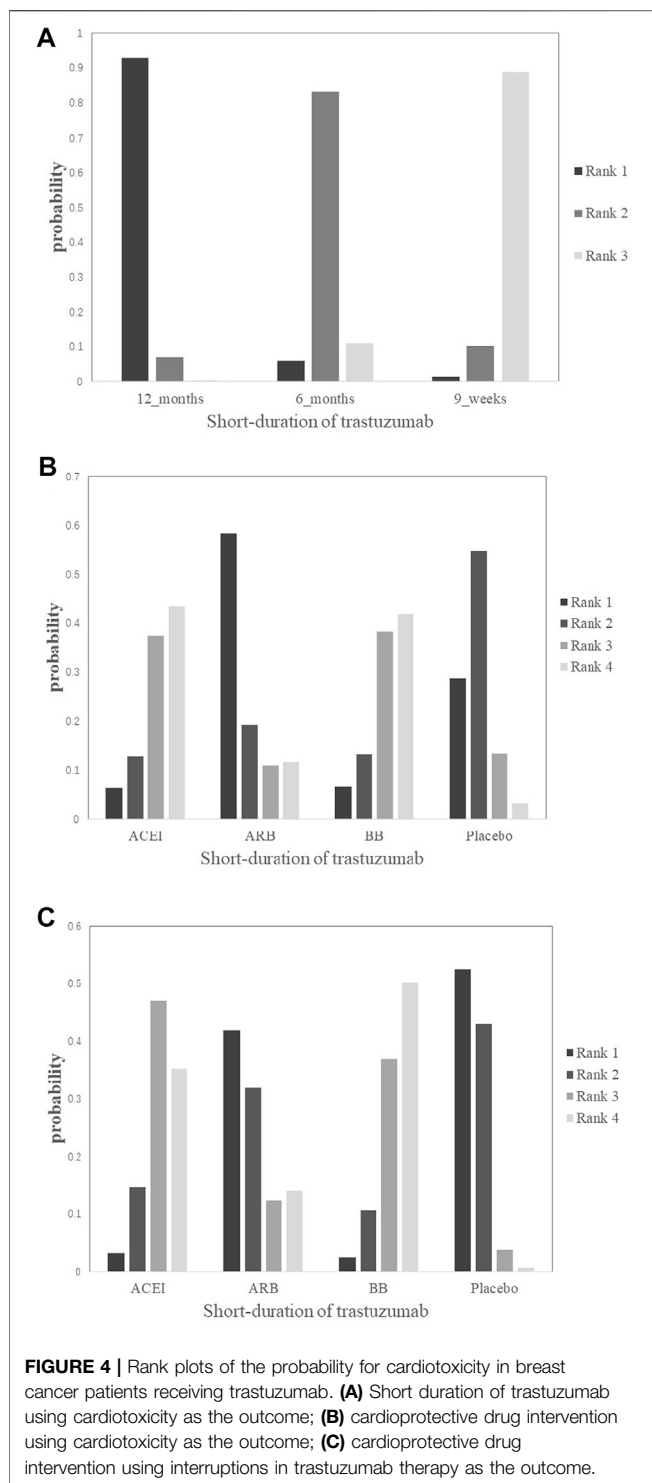 A
1
0.9
0.8
0.7
0.6
0.5
0.4
0.3
0.2
0.1
0
probability
12_months 6_months 9_weeks
Short-duration of trastuzumab
Rank 1
Rank 2
Rank 3
B
0.7
0.6
0.5
0.4
0.3
0.2
0.1
0
probability
ACEI ARB BB Placebo
Short-duration of trastuzumab
Rank 1
Rank 2
Rank 3
Rank 4
C
0.6
0.5
0.4
0.3
0.2
0.1
0
probability
ACEI ARB BB Placebo
Short-duration of trastuzumab
Rank 1
Rank 2
Rank 3
Rank 4
FIGURE 4 | Rank plots of the probability for cardiotoxicity in breast
cancer patients receiving trastuzumab. (A) Short duration of trastuzumab
using cardiotoxicity as the outcome; (B) cardioprotective drug intervention
using cardiotoxicity as the outcome; (C) cardioprotective drug
intervention using interruptions in trastuzumab therapy as the outcome.